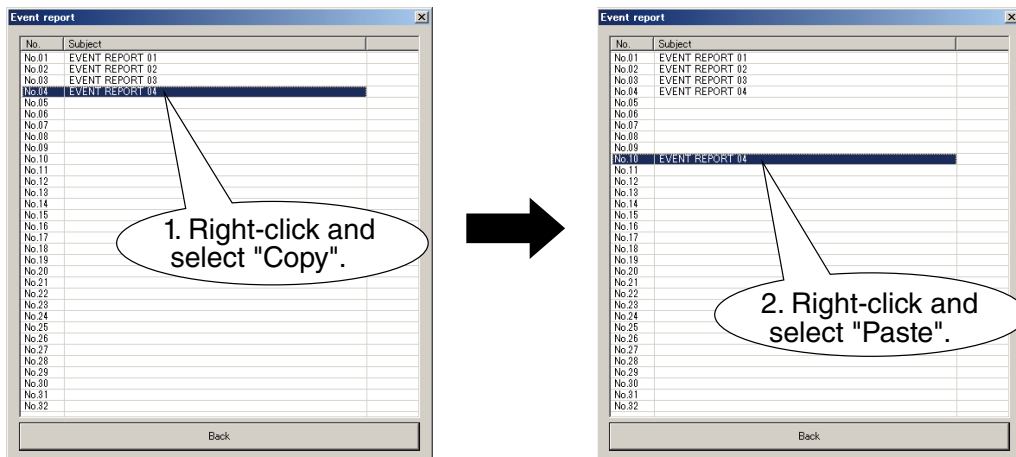 Event report
No. Subject
No.01 EVENT REPORT 01
No.02 EVENT REPORT 02
No.03 EVENT REPORT 03
No.04 EVENT REPORT 04
No.05
No.06
No.07
No.08
No.09
No.10
No.11
No.12
No.13
No.14
No.15
No.16
No.17
No.18
No.19
No.20
No.21
No.22
No.23
No.24
No.25
No.26
No.27
No.28
No.29
No.30
No.31
No.32
1. Right-click and
select "Copy".
Back
Event report
No. Subject
No.01 EVENT REPORT 01
No.02 EVENT REPORT 02
No.03 EVENT REPORT 03
No.04 EVENT REPORT 04
No.05
No.06
No.07
No.08
No.09
No.10 EVENT REPORT 04
No.11
No.12
No.13
No.14
No.15
No.16
No.17
No.18
No.19
No.20
No.21
No.22
No.23
No.24
No.25
No.26
No.27
No.28
No.29
No.30
No.31
No.32
2. Right-click and
select "Paste".
Back